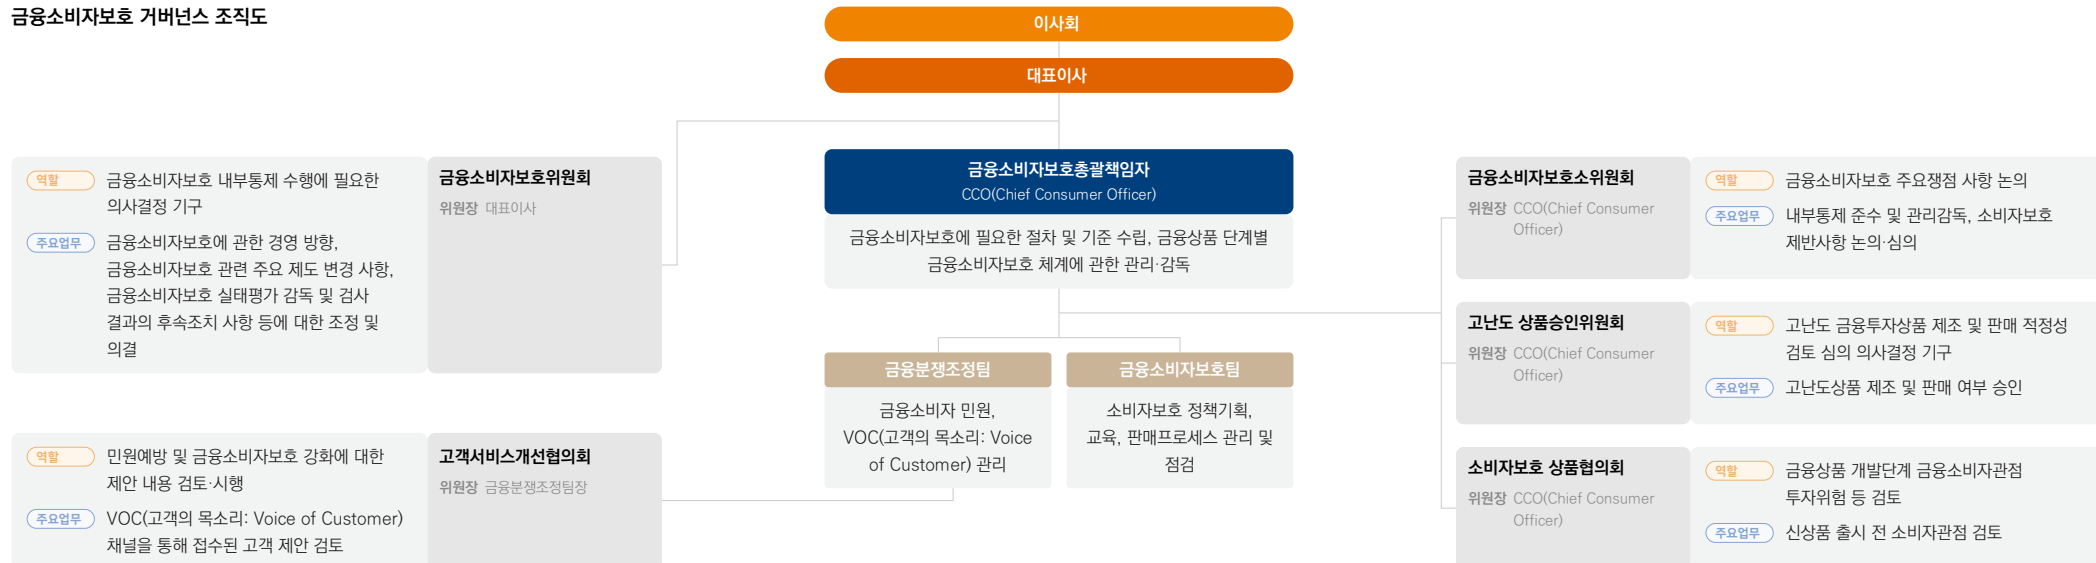 금융소비자보호 거버넌스 조직도
이사회
대표이사
금융소비자보호총괄책임자
CCO(Chief Consumer Officer)
금융소비자보호에 필요한 절차 및 기준 수립, 금융상품 단계별
금융소비자보호 체계에 관한 관리·감독
금융소비자보호위원회
위원장 대표이사
역할
금융소비자보호 내부통제 수행에 필요한
의사결정 기구
주요업무
금융소비자보호에 관한 경영 방향,
금융소비자보호 관련 주요 제도 변경 사항,
금융소비자보호 실태평가 감독 및 검사
결과의 후속조치 사항 등에 대한 조정 및
의결
고객서비스개선협의회
위원장 금융분쟁조정팀장
역할
민원예방 및 금융소비자보호 강화에 대한
제안 내용 검토·시행
주요업무
VOC(고객의 목소리: Voice of Customer)
채널을 통해 접수된 고객 제안 검토
금융분쟁조정팀
금융소비자 민원,
VOC(고객의 목소리: Voice
of Customer) 관리
금융소비자보호팀
소비자보호 정책기획,
교육, 판매프로세스 관리 및
점검
금융소비자보호소위원회
위원장 CCO(Chief Consumer
Officer)
역할
금융소비자보호 주요쟁점 사항 논의
주요업무
내부통제 준수 및 관리감독, 소비자보호
제반사항 논의·심의
고난도 상품승인위원회
위원장 CCO(Chief Consumer
Officer)
역할
고난도 금융투자상품 제조 및 판매 적정성
검토 심의 의사결정 기구
주요업무
고난도상품 제조 및 판매 여부 승인
소비자보호 상품협의회
위원장 CCO(Chief Consumer
Officer)
역할
금융상품 개발단계 금융소비자관점
투자위험 등 검토
주요업무
신상품 출시 전 소비자관점 검토